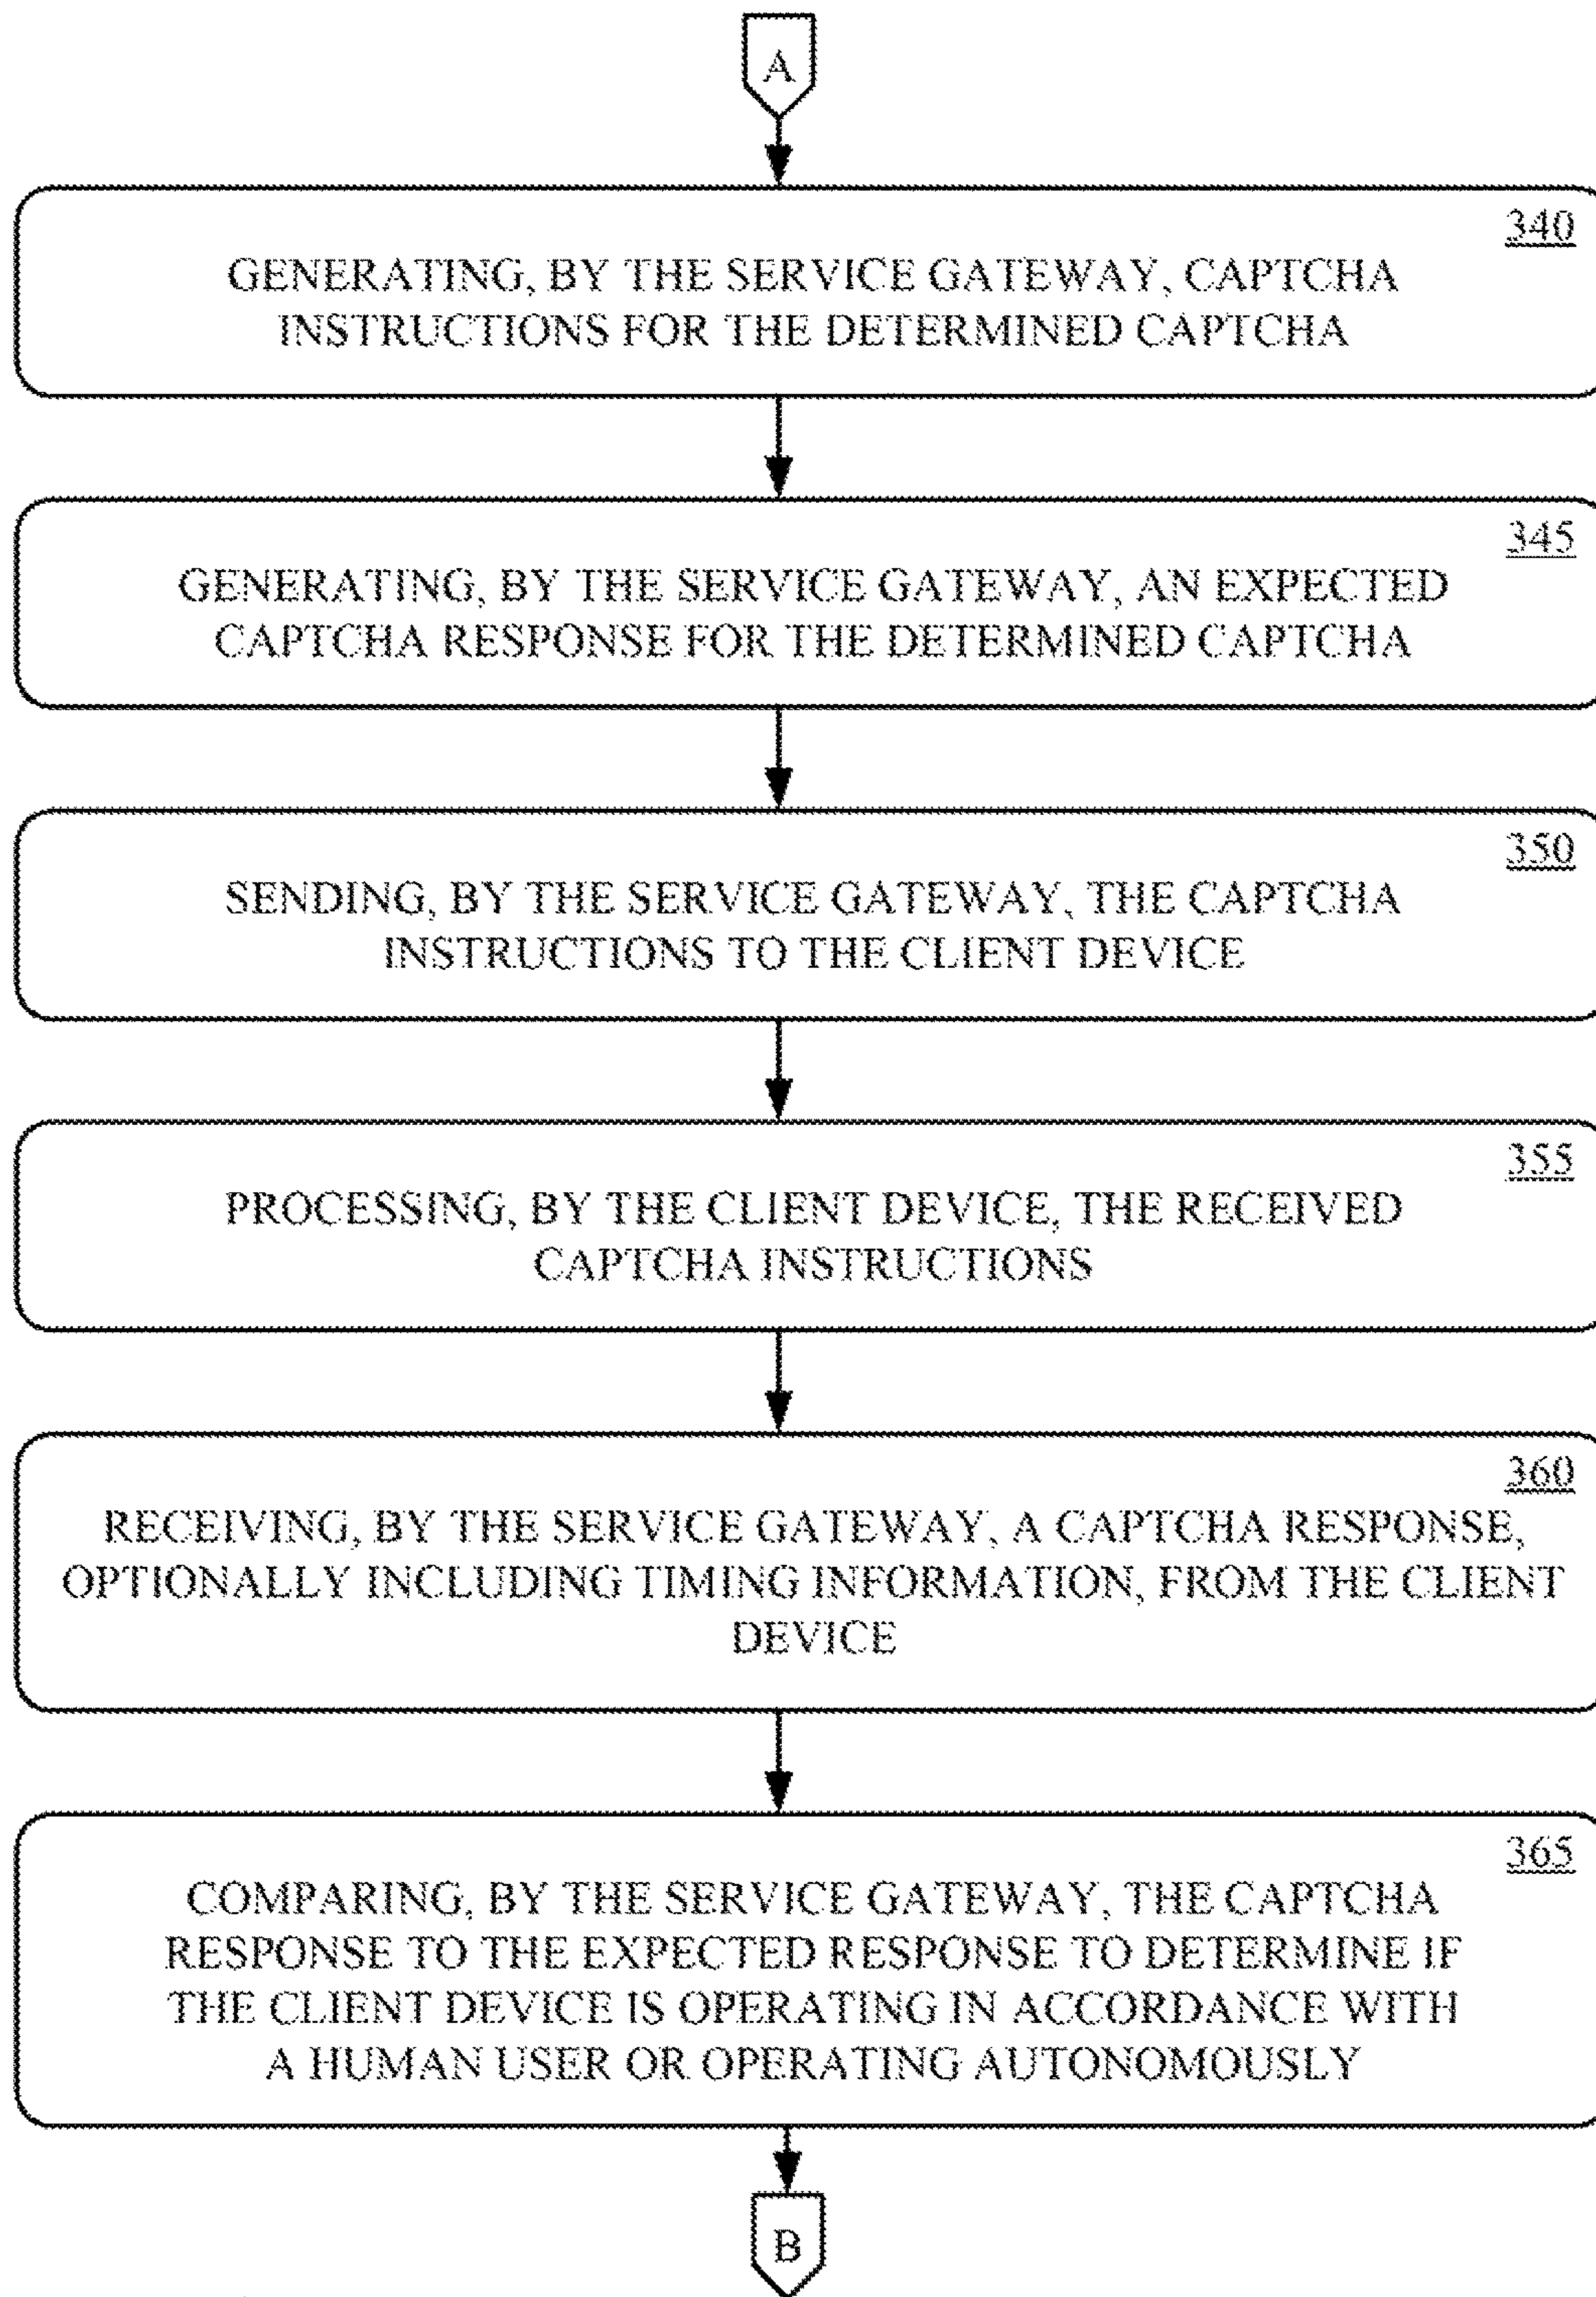 A
340
GENERATING, BY THE SERVICE GATEWAY, CAPTCHA
INSTRUCTIONS FOR THE DETERMINED CAPTCHA
345
GENERATING, BY THE SERVICE GATEWAY, AN EXPECTED
CAPTCHA RESPONSE FOR THE DETERMINED CAPTCHA
350
SENDING, BY THE SERVICE GATEWAY, THE CAPTCHA
INSTRUCTIONS TO THE CLIENT DEVICE
355
PROCESSING, BY THE CLIENT DEVICE, THE RECEIVED
CAPTCHA INSTRUCTIONS
360
RECEIVING, BY THE SERVICE GATEWAY, A CAPTCHA RESPONSE,
OPTIONALLY INCLUDING TIMING INFORMATION, FROM THE CLIENT
DEVICE
365
COMPARING, BY THE SERVICE GATEWAY, THE CAPTCHA
RESPONSE TO THE EXPECTED RESPONSE TO DETERMINE IF
THE CLIENT DEVICE IS OPERATING IN ACCORDANCE WITH
A HUMAN USER OR OPERATING AUTONOMOUSLY
B